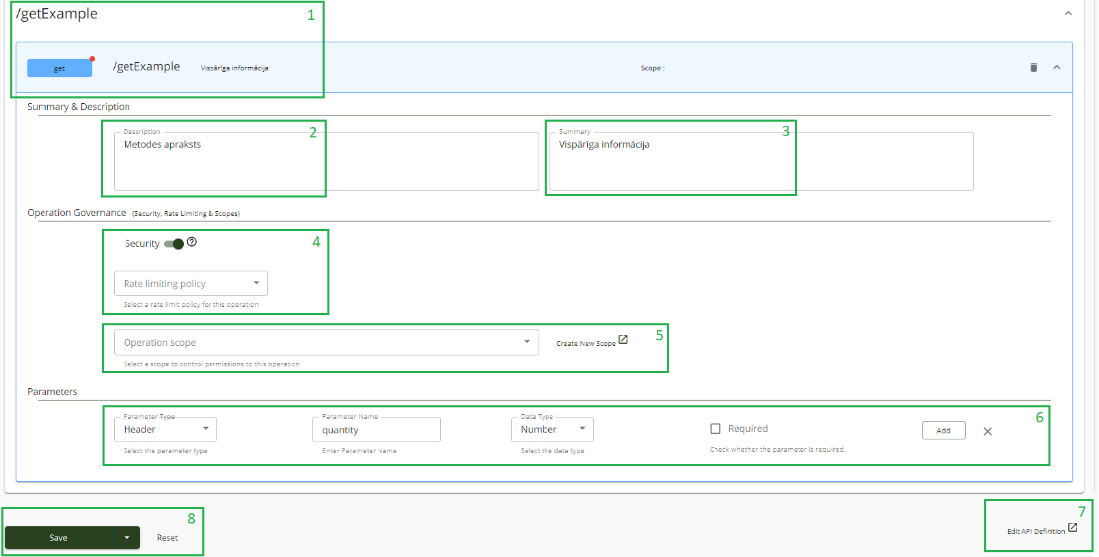 /getExample
1
get
/getExample
Vispārīga informācija
Scope :
Summary & Description
Description
2
Metodes apraksts
Summary
3
Vispārīga informācija
Operation Governance (Security, Rate Limiting & Scopes)
Security
4
Rate limiting policy
Select a rate limit policy for this operation
Operation scope
Create New Scope
5
Select a scope to control permissions to this operation
Parameters
6
Parameter Type
Header
Select the parameter type
Parameter Name
quantity
Enter Parameter Name
Data Type
Number
Select the data type
Required
Check whether the parameter is required.
Add
7
Edit API Definition
8
Save
Reset